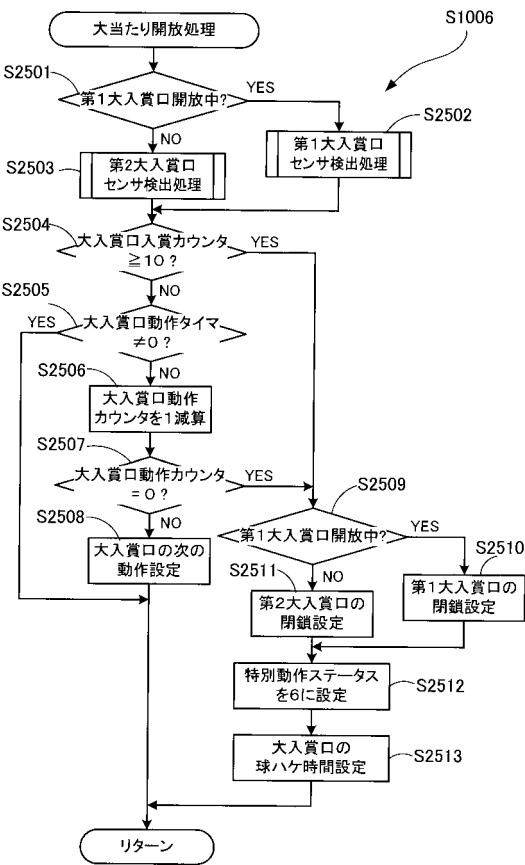 大当たり開放処理
S1006
S2501
第1大入賞口開放中?
YES
NO
S2502
第1大入賞口
センサ検出処理
S2503
第2大入賞口
センサ検出処理
S2504
大入賞口入賞カウンタ
≧10?
YES
NO
S2505
大入賞口動作タイマ
≠0?
YES
NO
S2506
大入賞口動作
カウンタを1減算
S2507
大入賞口動作カウンタ
=0?
YES
NO
S2508
大入賞口の次の
動作設定
S2509
第1大入賞口開放中?
YES
NO
S2510
第1大入賞口の
閉鎖設定
S2511
第2大入賞口の
閉鎖設定
特別動作ステータス
を6に設定
S2512
大入賞口の
球ハケ時間設定
S2513
リターン